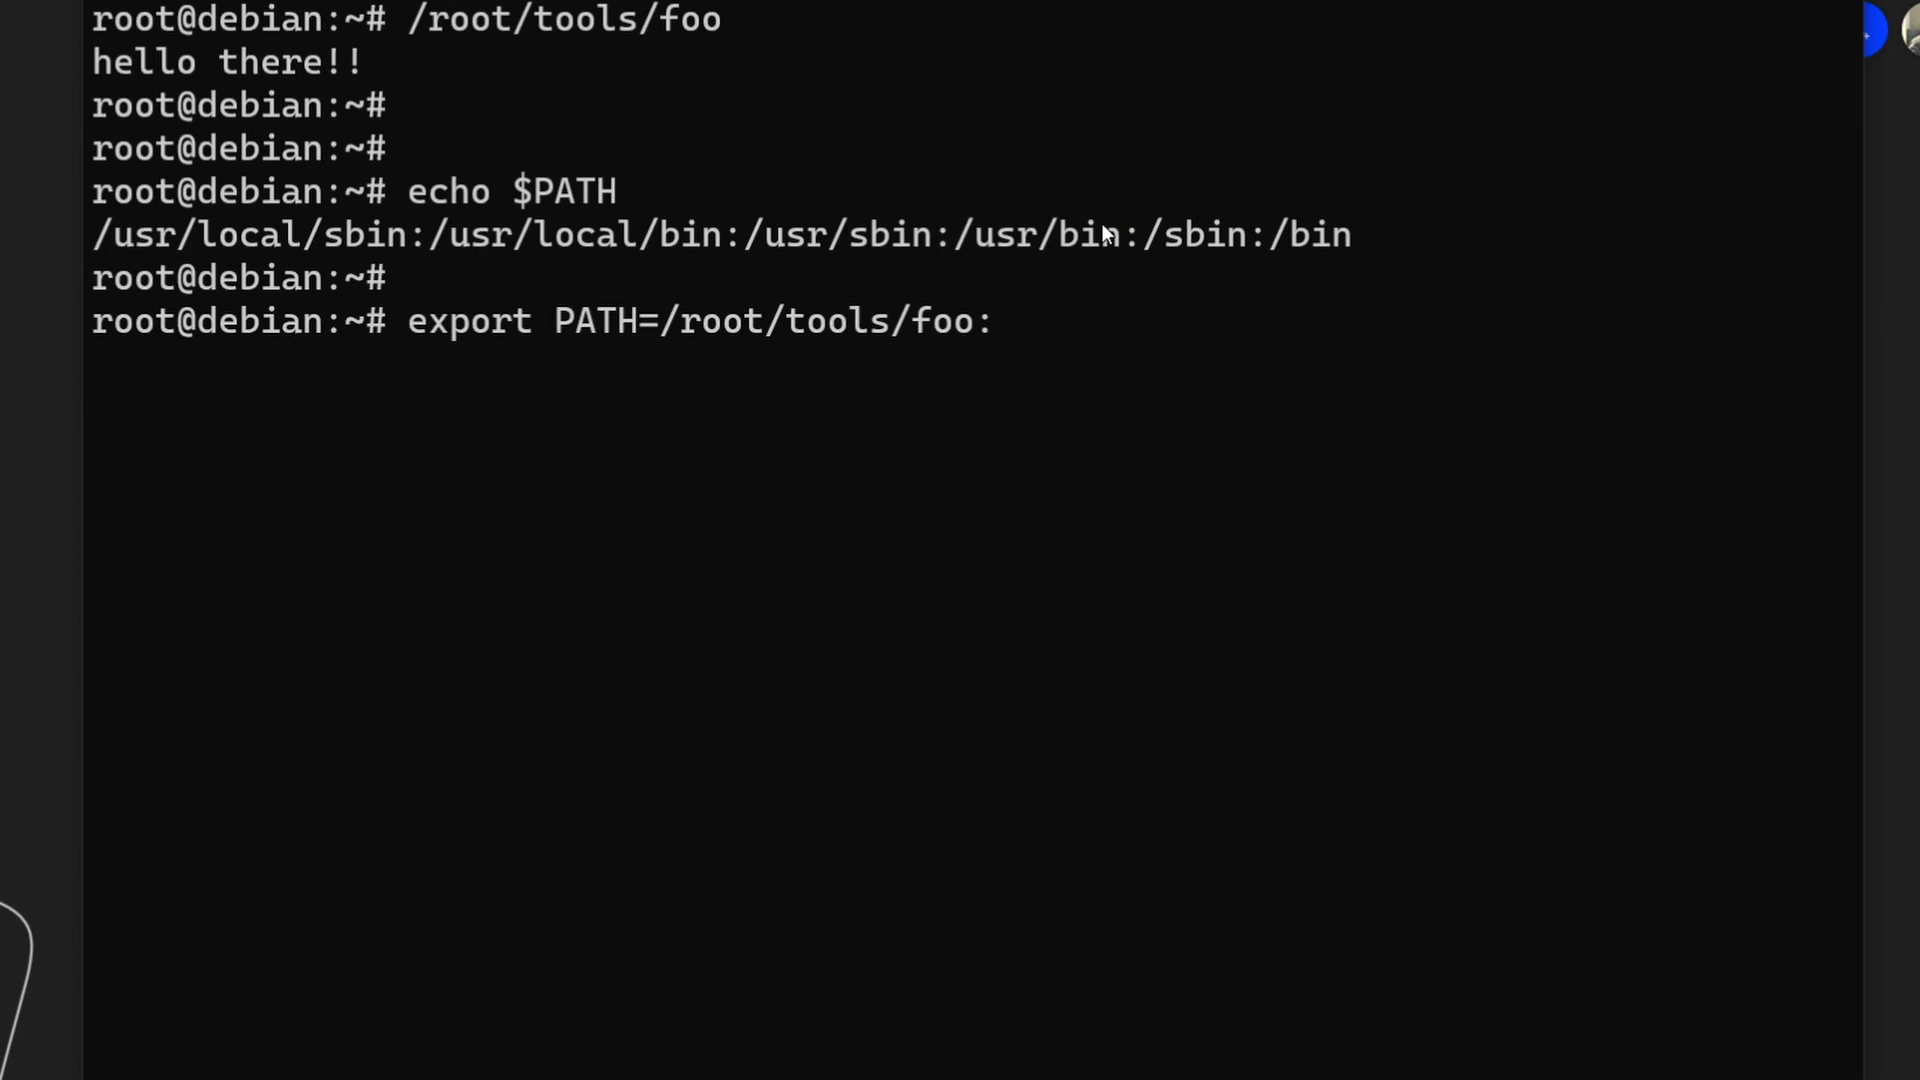 root@debian:~# /root/tools/foo
hello there!!
root@debian:~#
root@debian:~#
root@debian:~# echo $PATH
/usr/local/sbin:/usr/local/bin:/usr/sbin:/usr/bin:/sbin:/bin
root@debian:~#
root@debian:~# export PATH=/root/tools/foo: